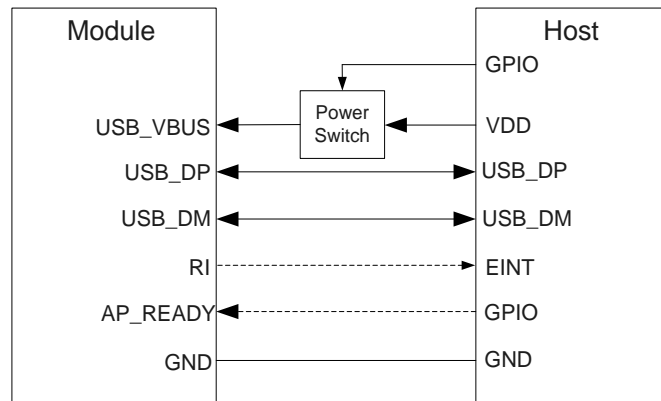 Module
Host
GPIO
Power
Switch
USB_VBUS
VDD
USB_DP
USB_DP
USB_DM
USB_DM
RI
EINT
AP_READY
GPIO
GND
GND